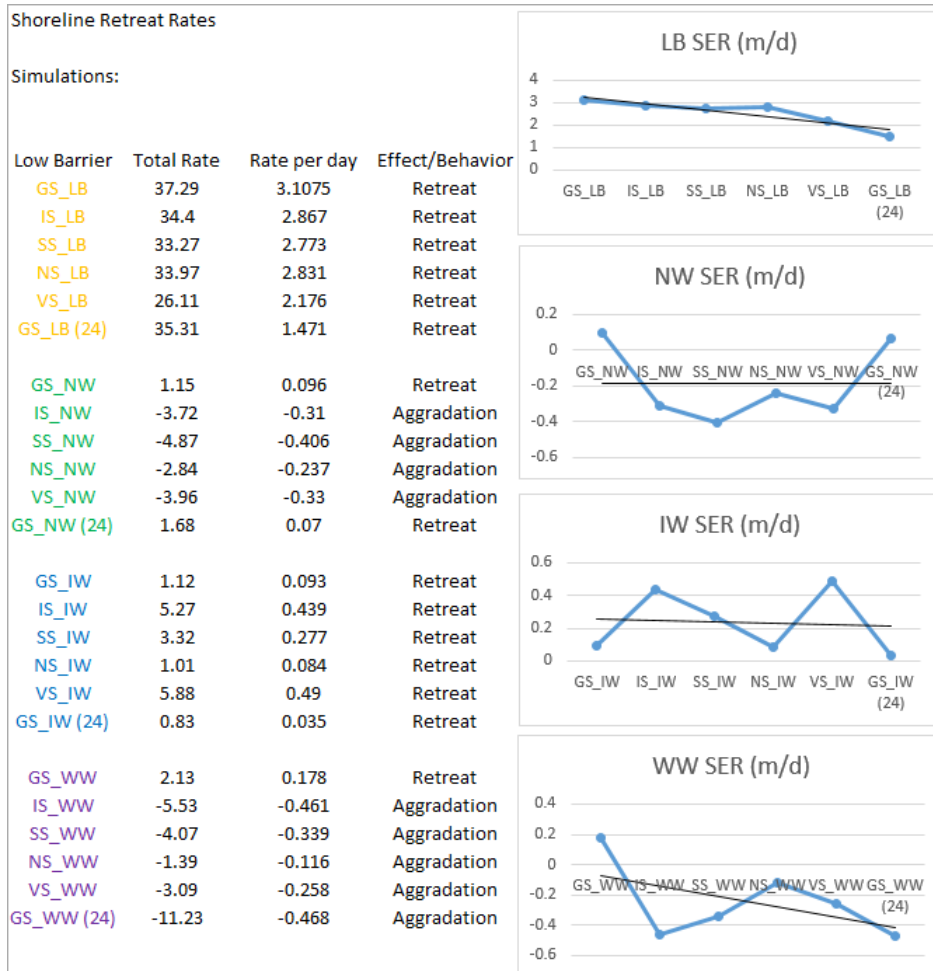 Shoreline Retreat Rates
Simulations:
Low Barrier Total Rate Rate per day Effect/Behavior
GS_LB 37.29 3.1075 Retreat
IS_LB 34.4 2.867 Retreat
SS_LB 33.27 2.773 Retreat
NS_LB 33.97 2.831 Retreat
VS_LB 26.11 2.176 Retreat
GS_LB (24) 35.31 1.471 Retreat
GS_NW 1.15 0.096 Retreat
IS_NW -3.72 -0.31 Aggradation
SS_NW -4.87 -0.406 Aggradation
NS_NW -2.84 -0.237 Aggradation
VS_NW -3.96 -0.33 Aggradation
GS_NW (24) 1.68 0.07 Retreat
GS_IW 1.12 0.093 Retreat
IS_IW 5.27 0.439 Retreat
SS_IW 3.32 0.277 Retreat
NS_IW 1.01 0.084 Retreat
VS_IW 5.88 0.49 Retreat
GS_IW (24) 0.83 0.035 Retreat
GS_WW 2.13 0.178 Retreat
IS_WW -5.53 -0.461 Aggradation
SS_WW -4.07 -0.339 Aggradation
NS_WW -1.39 -0.116 Aggradation
VS_WW -3.09 -0.258 Aggradation
GS_WW (24) -11.23 -0.468 Aggradation
LB SER (m/d)
4
3
2
1
0
GS_LB IS_LB SS_LB NS_LB VS_LB GS_LB
(24)
NW SER (m/d)
0.2
0
-0.2
-0.4
-0.6
GS_NW IS_NW SS_NW NS_NW VS_NW GS_NW
(24)
IW SER (m/d)
0.6
0.4
0.2
0
GS_IW IS_IW SS_IW NS_IW VS_IW GS_IW
(24)
WW SER (m/d)
0.4
0.2
0
-0.2
-0.4
-0.6
GS_WW IS_WW SS_WW NS_WW VS_WW GS_WW
(24)